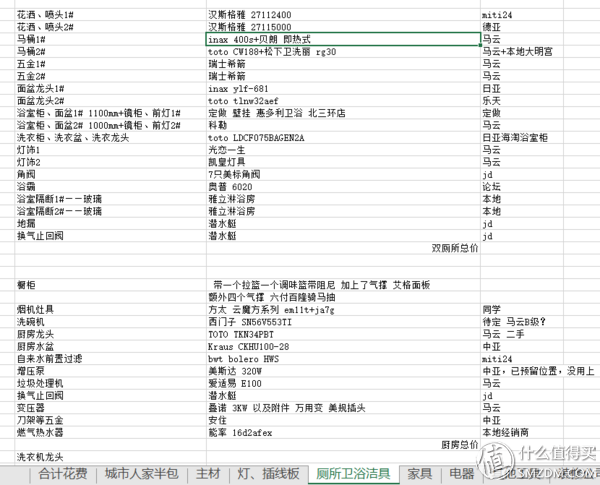 花洒、喷头1# 汉斯格雅 27112400 miti24
花洒、喷头2# 汉斯格雅 27115000 德亚
马桶1# inax 400s+贝朗 即热式 马云
马桶2# toto CW188+松下卫洗丽 rg30 马云+本地大明宫
五金1# 瑞士希箭 马云
五金2# 瑞士希箭 马云
面盆龙头1# inax ylf-681 日亚
面盆龙头2# toto tlnw32aef 乐天
浴室柜、面盆1# 1100mm+镜柜、前灯1# 定做 壁挂 惠多利卫浴 北三环店 定做
浴室柜、面盆2# 1000mm+镜柜、前灯2# 科勒 马云
洗衣柜、洗衣盆、洗衣龙头 toto LDCF075BAGEN2A 日亚海淘浴室柜
灯饰1 光恋一生 马云
灯饰2 凯皇灯具 马云
角阀 7只美标角阀 jd
浴霸 奥普 6020 论坛
浴室隔断1#——玻璃 雅立淋浴房 本地
浴室隔断2#——玻璃 雅立淋浴房 本地
地漏 潜水艇 jd
换气止回阀 潜水艇 jd
双厕所总价
橱柜 带一个拉篮一个调味篮带阻尼 加上了气撑 艾格面板
额外四个气撑 六付百隆骑马抽
烟机灶具 方太 云魔方系列 em11t+ja7g 同学
洗碗机 西门子 SN56V553TI 待定 马云B级?
厨房龙头 TOTO TKN34PBT 马云 二手
厨房水盆 Kraus CKHU100-28 中亚
自来水前置过滤 bwt bolero HWS miti24
增压泵 美斯达 320W 中亚，已预留位置，没用上
垃圾处理机 爱适易 E100 马云
换气止回阀 潜水艇 jd
变压器 聶诺 3KW 以及附件 万用变 美规插头 马云
刀架等五金 安住 中亚
燃气热水器 能率 16d2afex 本地经销商
厨房总价
洗衣机龙头
合计花费 城市人家半包 主材 灯、插线板 厕所卫浴洁具 家具 电器
值 什么值得买
SMZDM.COM